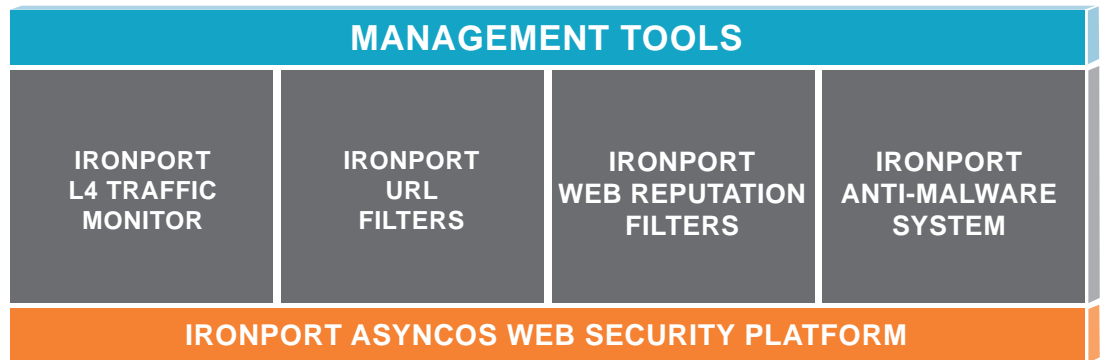 MANAGEMENT TOOLS
IRONPORT
L4 TRAFFIC
MONITOR
IRONPORT
URL
FILTERS
IRONPORT
WEB REPUTATION
FILTERS
IRONPORT
ANTI-MALWARE
SYSTEM
IRONPORT ASYNCOS WEB SECURITY PLATFORM